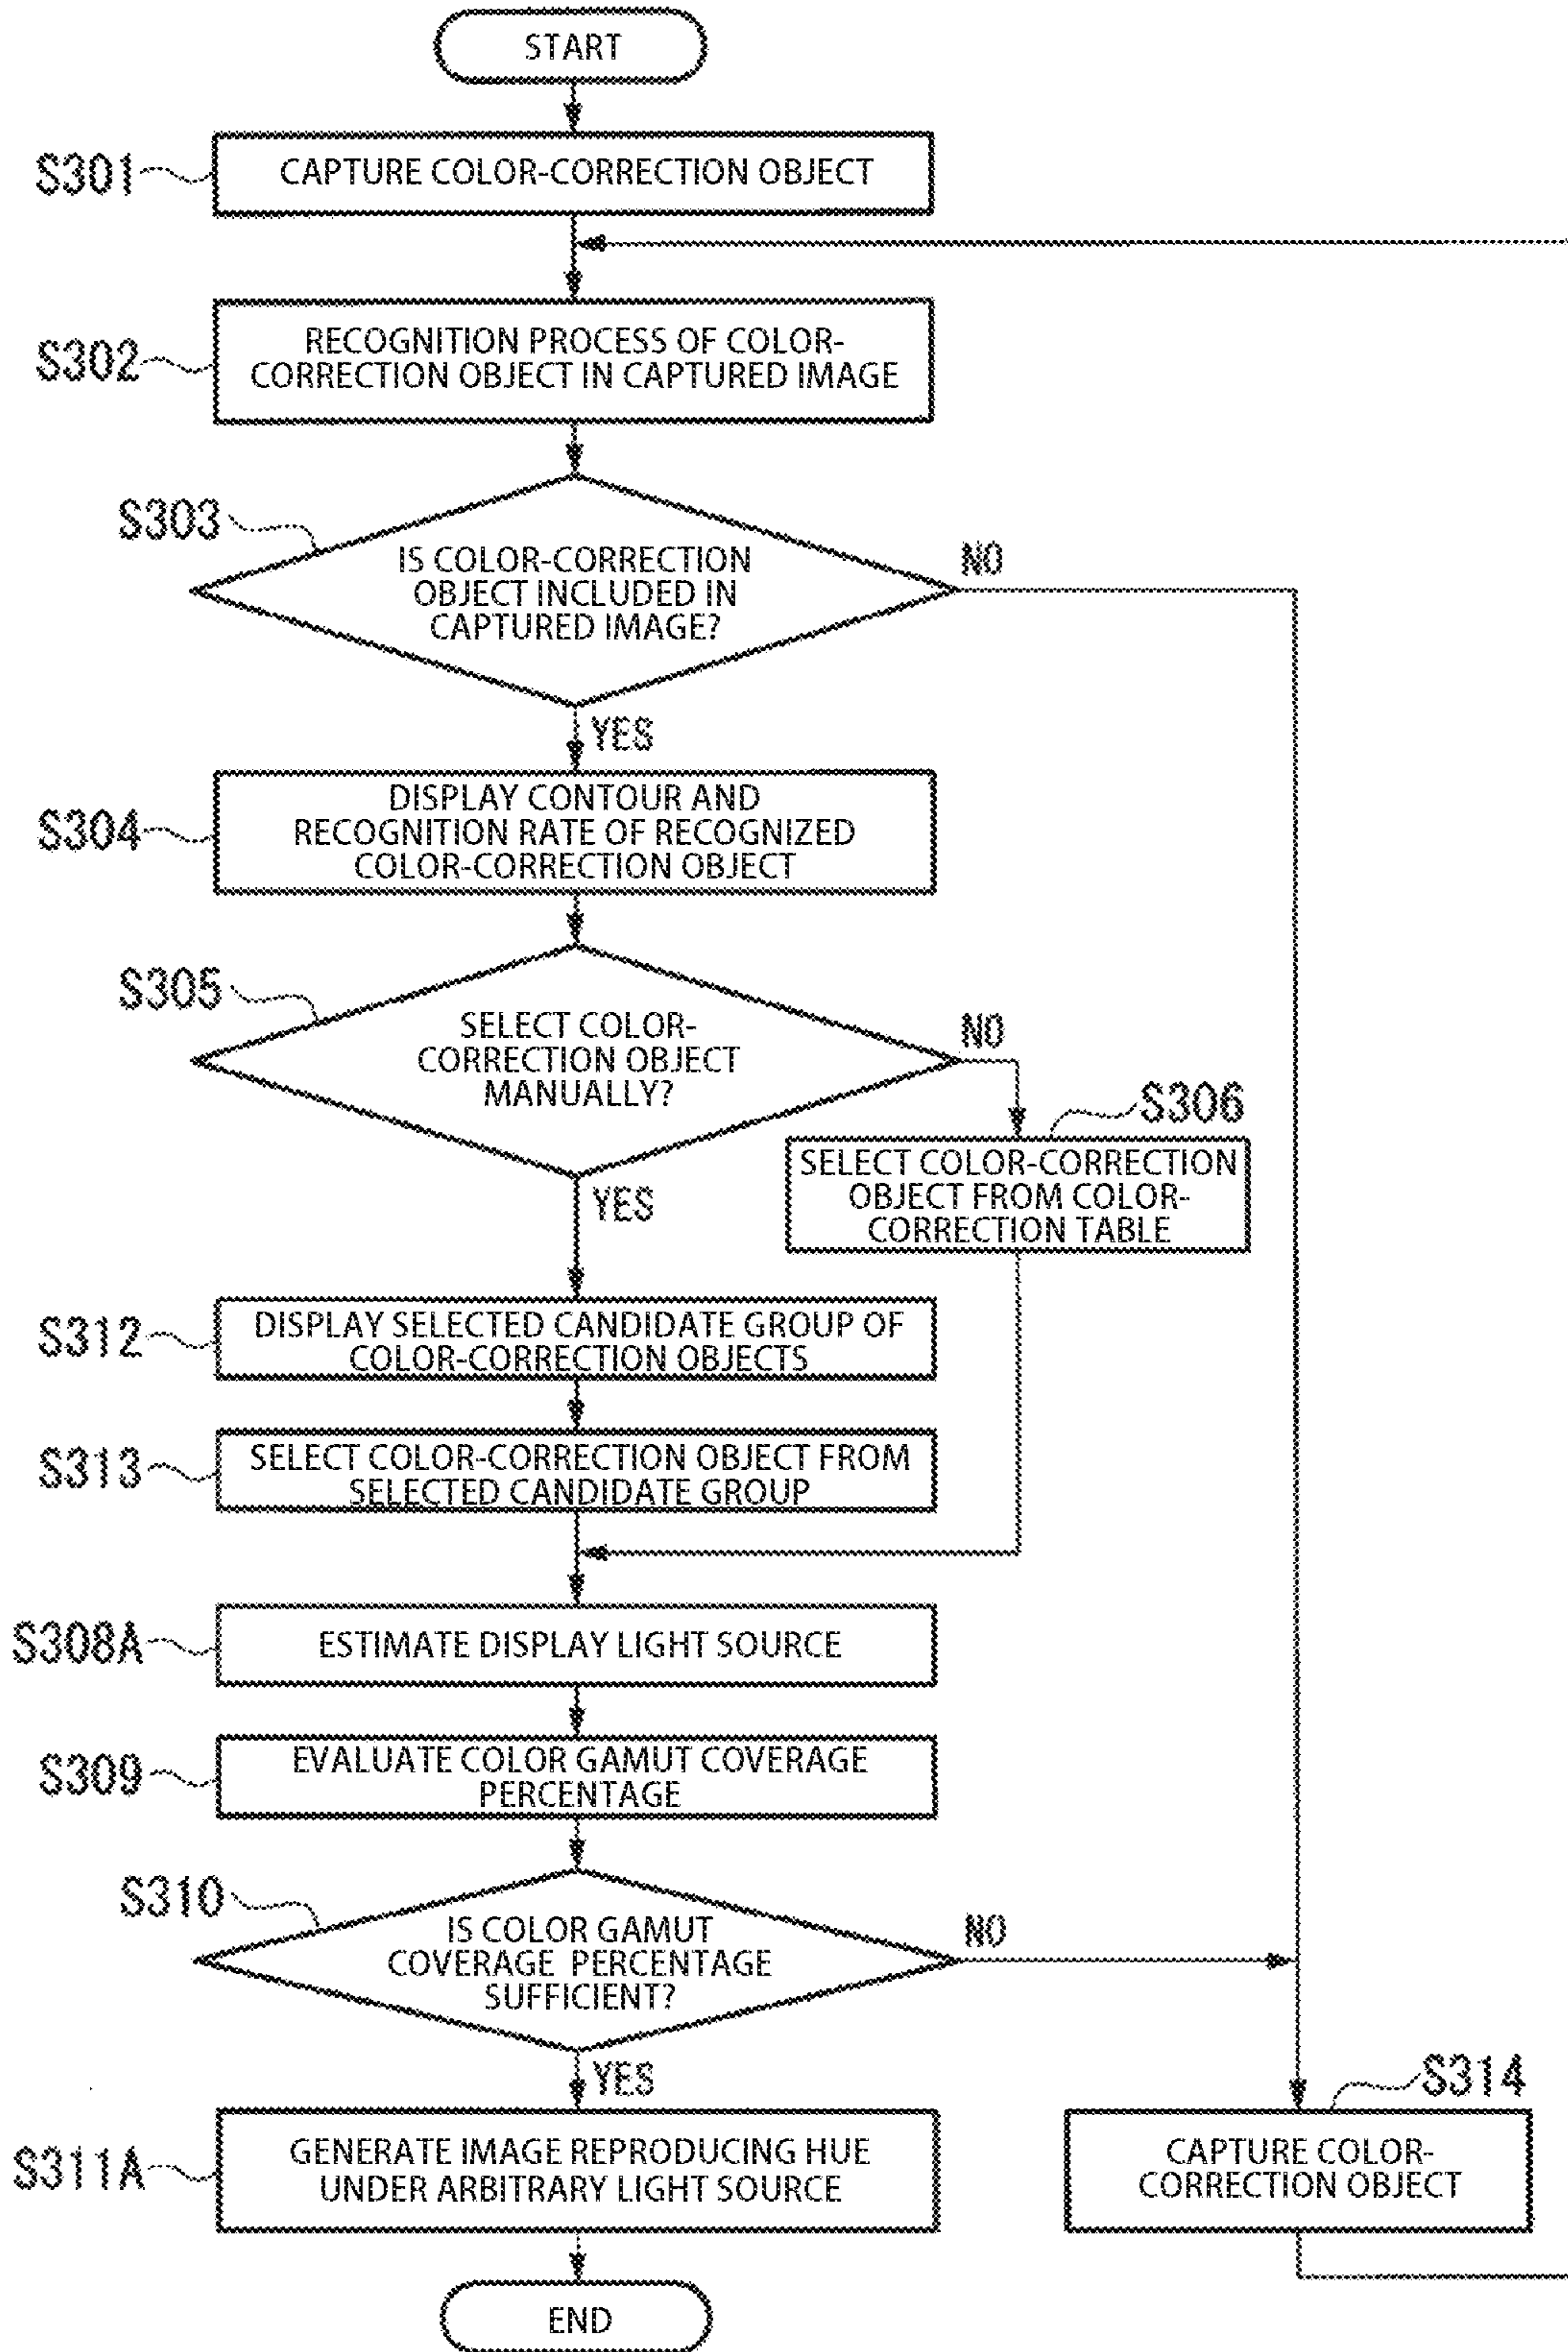 START
S301
CAPTURE COLOR-CORRECTION OBJECT
S302
RECOGNITION PROCESS OF COLOR-
CORRECTION OBJECT IN CAPTURED IMAGE
S303
IS COLOR-CORRECTION
OBJECT INCLUDED IN
CAPTURED IMAGE?
NO
YES
S304
DISPLAY CONTOUR AND
RECOGNITION RATE OF RECOGNIZED
COLOR-CORRECTION OBJECT
S305
SELECT COLOR-
CORRECTION OBJECT
MANUALLY?
NO
S306
SELECT COLOR-CORRECTION
OBJECT FROM COLOR-
CORRECTION TABLE
YES
S312
DISPLAY SELECTED CANDIDATE GROUP OF
COLOR-CORRECTION OBJECTS
S313
SELECT COLOR-CORRECTION OBJECT FROM
SELECTED CANDIDATE GROUP
S308A
ESTIMATE DISPLAY LIGHT SOURCE
S309
EVALUATE COLOR GAMUT COVERAGE
PERCENTAGE
S310
IS COLOR GAMUT
COVERAGE PERCENTAGE
SUFFICIENT?
NO
YES
S311A
GENERATE IMAGE REPRODUCING HUE
UNDER ARBITRARY LIGHT SOURCE
S314
CAPTURE COLOR-
CORRECTION OBJECT
END